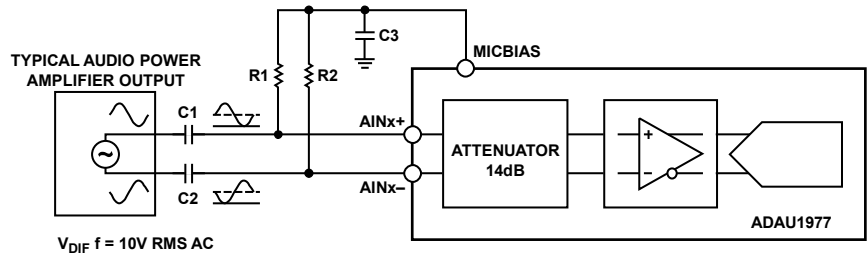 C3
MICBIAS
TYPICAL AUDIO POWER
AMPLIFIER OUTPUT
R1
R2
C1
AINx+
ATTENUATOR
14dB
+
–
~
C2
AINx–
ADAU1977
VDIF f = 10V RMS AC